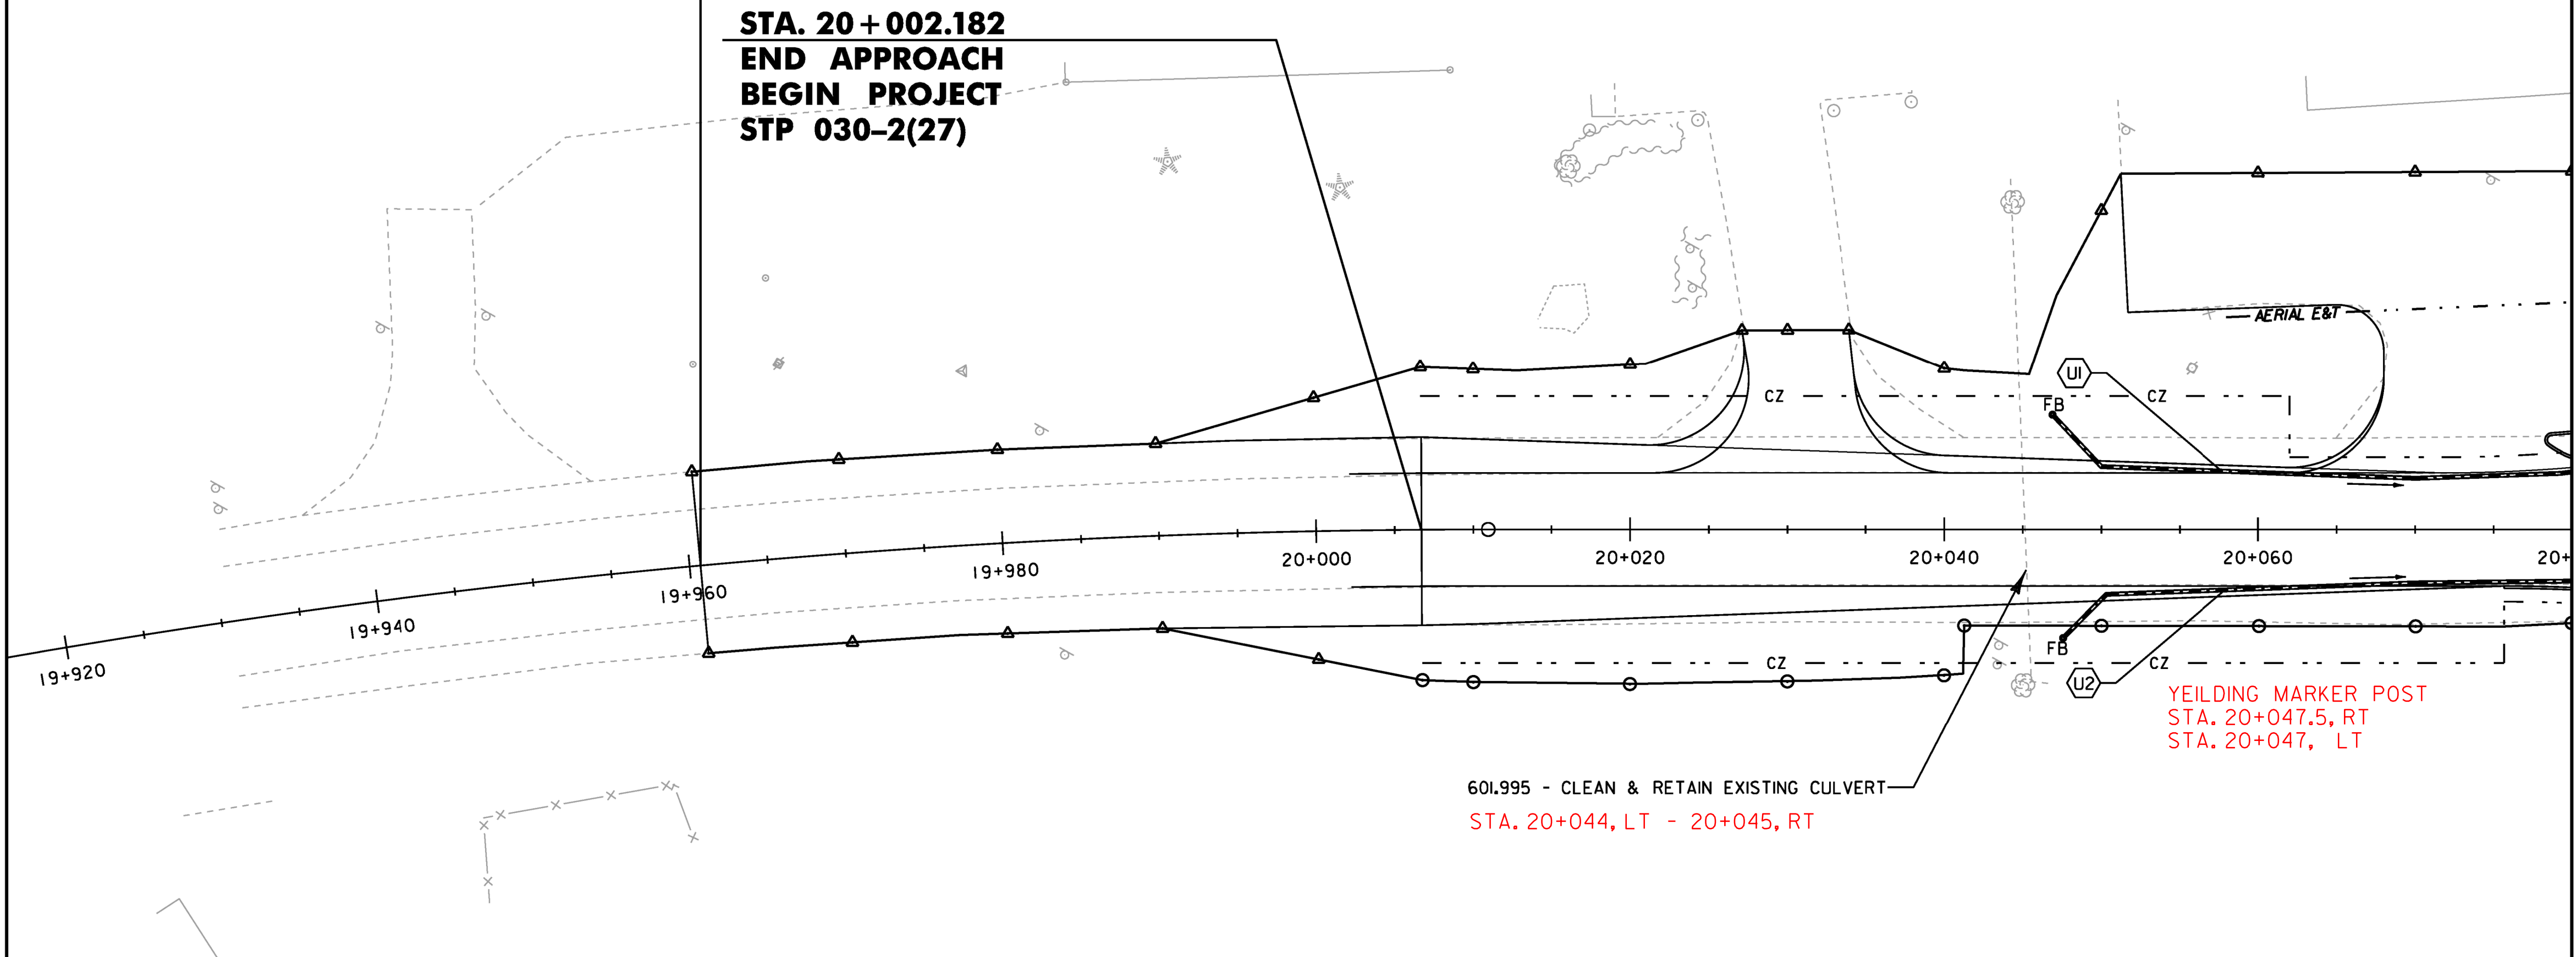 STA. 20+002.182
END APPROACH
BEGIN PROJECT
STP 030–2(27)
AERIAL E&T
U1
CZ
CZ
FB
19+920
19+940
19+960
19+980
20+000
20+020
20+040
20+060
20+
FB
CZ
CZ
U2
YEILDING MARKER POST
STA. 20+047.5, RT
STA. 20+047, LT
601.995 - CLEAN & RETAIN EXISTING CULVERT
STA. 20+044, LT - 20+045, RT